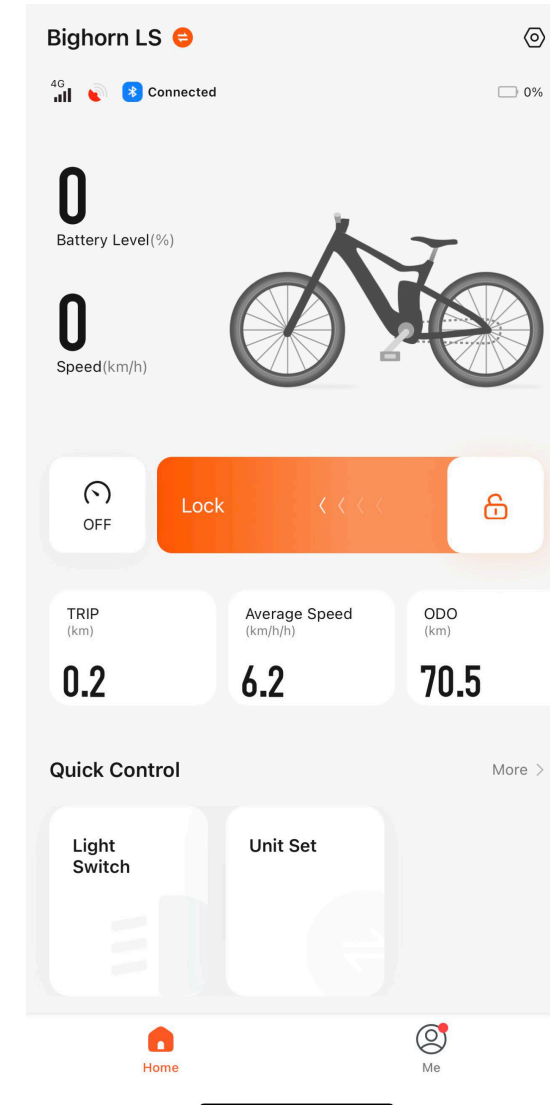 Bighorn LS
4G
Connected
0%
0
Battery Level(%)
0
Speed(km/h)
OFF
Lock
TRIP
(km)
0.2
Average Speed
(km/h/h)
6.2
ODO
(km)
70.5
Quick Control
More
Light
Switch
Unit Set
Home
Me